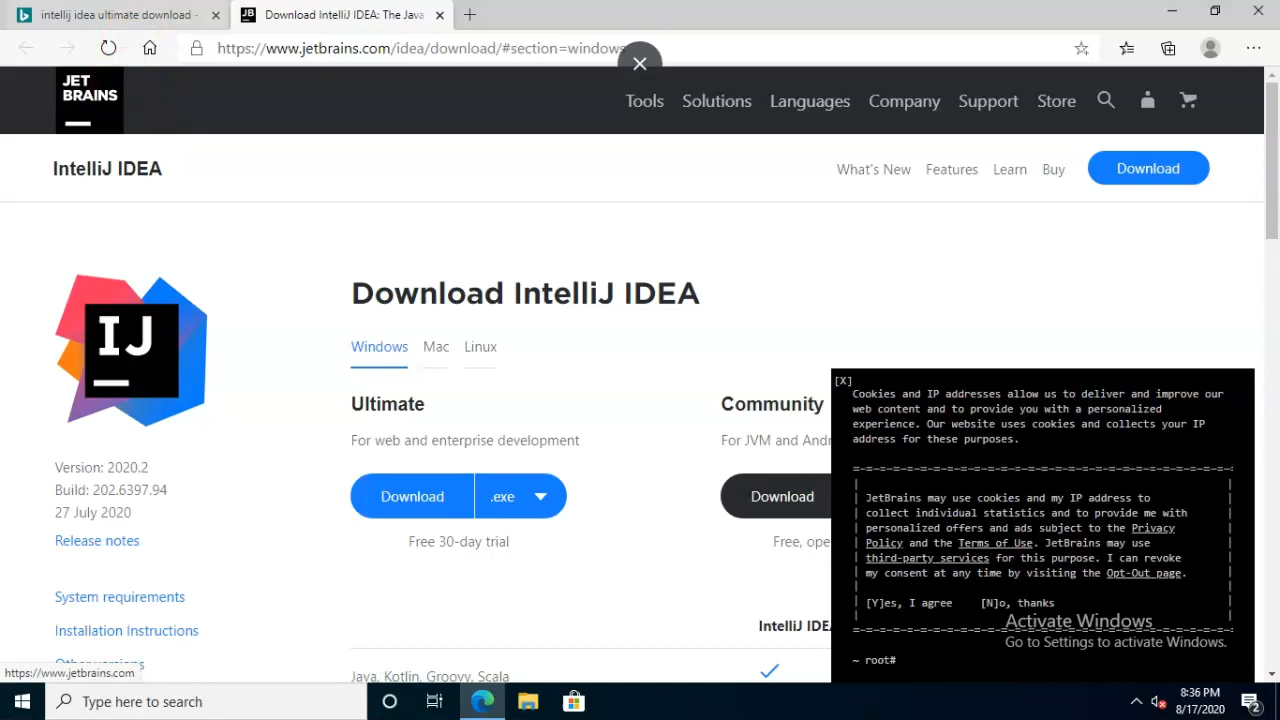 intellij idea ultimate download -
Download IntelliJ IDEA: The Java
https://www.jetbrains.com/idea/download/#section=windows
JET
BRAINS
Tools Solutions Languages Company Support Store
IntelliJ IDEA
What's New Features Learn Buy Download
IJ
Download IntelliJ IDEA
Windows Mac Linux
Ultimate
For web and enterprise development
Download .exe
Free 30-day trial
Community
For JVM and
Download
Free,
IntelliJ
Java, Kotlin, Groovy, Scala
Version: 2020.2
Build: 202.6397.94
27 July 2020
Release notes
System requirements
Installation Instructions
Other versions
https://www.jetbrains.com
[X]
Cookies and IP addresses allow us to deliver and improve our
web content and to provide you with a personalized
experience. Our website uses cookies and collects your IP
address for these purposes.
JetBrains may use cookies and my IP address to
collect individual statistics and to provide me with
personalized offers and ads subject to the Privacy
Policy and the Terms of Use. JetBrains may use
third-party services for this purpose. I can revoke
my consent at any time by visiting the Opt-Out page.
[Y]es, I agree [N]o, thanks
~ root#
Activate Windows
Go to Settings to activate Windows.
Type here to search
8:36 PM
8/17/2020
2